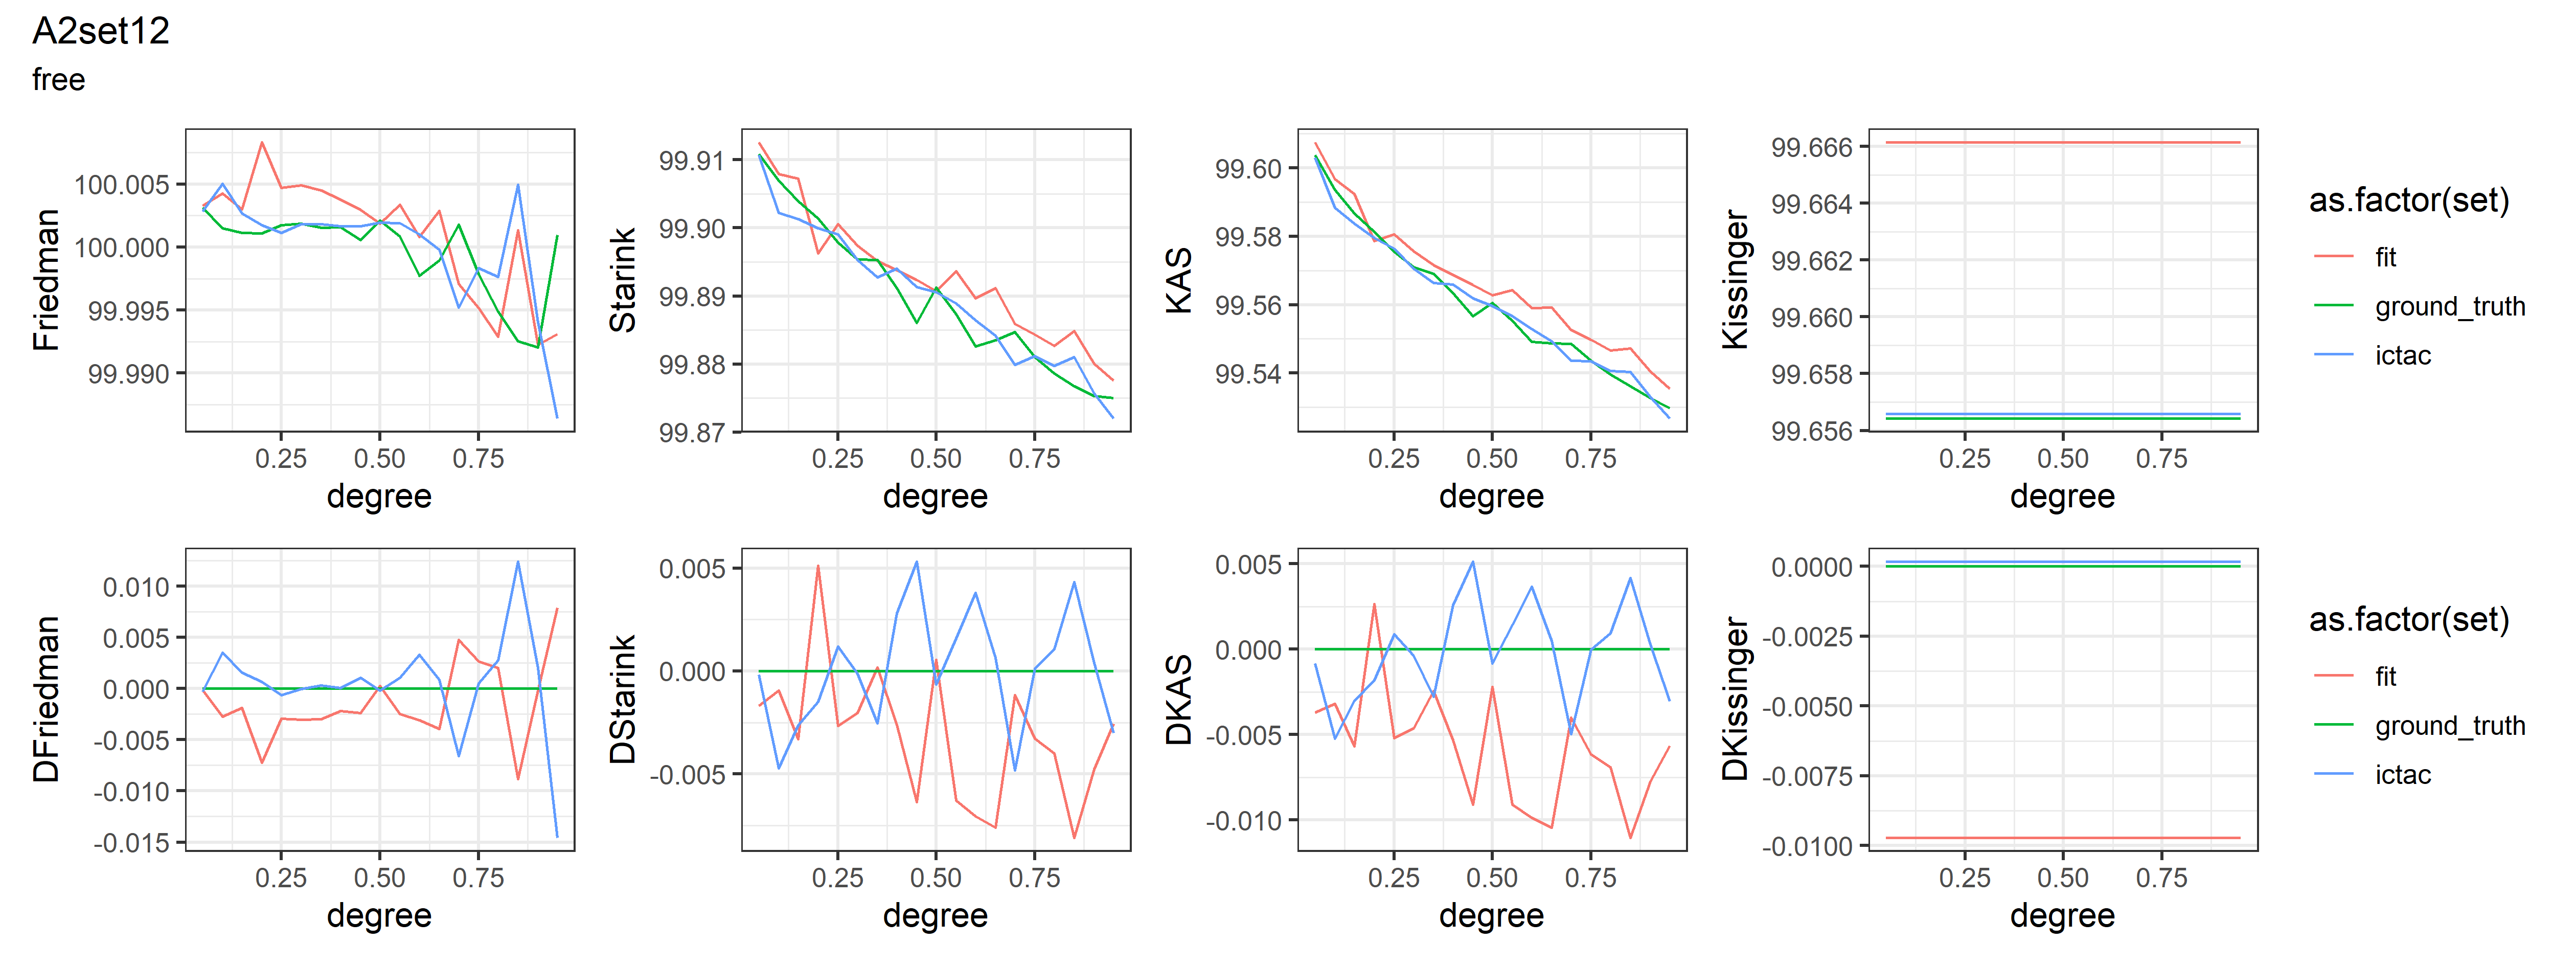 A2set12
free
Friedman
100.005
100.000
99.995
99.990
0.25 0.50 0.75
degree
Starink
99.91
99.90
99.89
99.88
99.87
0.25 0.50 0.75
degree
KAS
99.60
99.58
99.56
99.54
0.25 0.50 0.75
degree
Kissinger
99.666
99.664
99.662
99.660
99.658
99.656
0.25 0.50 0.75
degree
as.factor(set)
fit
ground_truth
ictac
DFriedman
0.010
0.005
0.000
-0.005
-0.010
-0.015
0.25 0.50 0.75
degree
DStarink
0.005
0.000
-0.005
0.25 0.50 0.75
degree
DKAS
0.005
0.000
-0.005
-0.010
0.25 0.50 0.75
degree
DKissinger
0.0000
-0.0025
-0.0050
-0.0075
-0.0100
0.25 0.50 0.75
degree
as.factor(set)
fit
ground_truth
ictac